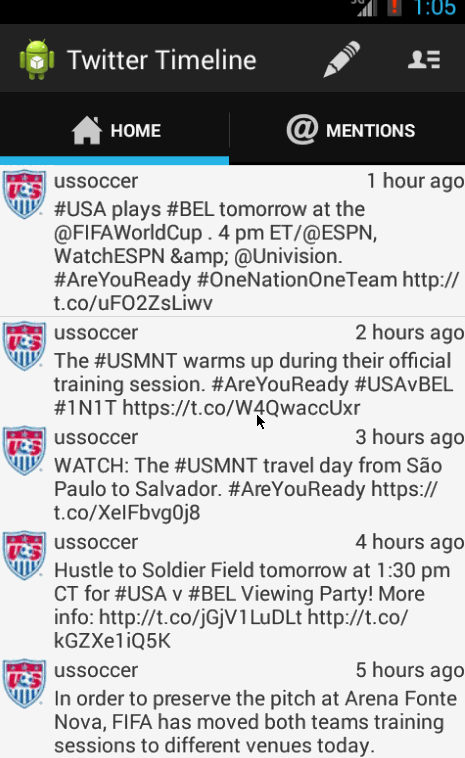 1:05
Twitter Timeline
HOME
@ MENTIONS
ussoccer 1 hour ago
#USA plays #BEL tomorrow at the
@FIFAWorldCup . 4 pm ET/@ESPN,
WatchESPN &amp; @Univision.
#AreYouReady #OneNationOneTeam http://
t.co/uFO2ZsLiwv
ussoccer 2 hours ago
The #USMNT warms up during their official
training session. #AreYouReady #USAvBEL
#1N1T https://t.co/W4QwaccUxr
ussoccer 3 hours ago
WATCH: The #USMNT travel day from São
Paulo to Salvador. #AreYouReady https://
t.co/XeIFbvg0j8
ussoccer 4 hours ago
Hustle to Soldier Field tomorrow at 1:30 pm
CT for #USA v #BEL Viewing Party! More
info: http://t.co/jGjV1LuDLt http://t.co/
kGZXe1iQ5K
ussoccer 5 hours ago
In order to preserve the pitch at Arena Fonte
Nova, FIFA has moved both teams training
sessions to different venues today.